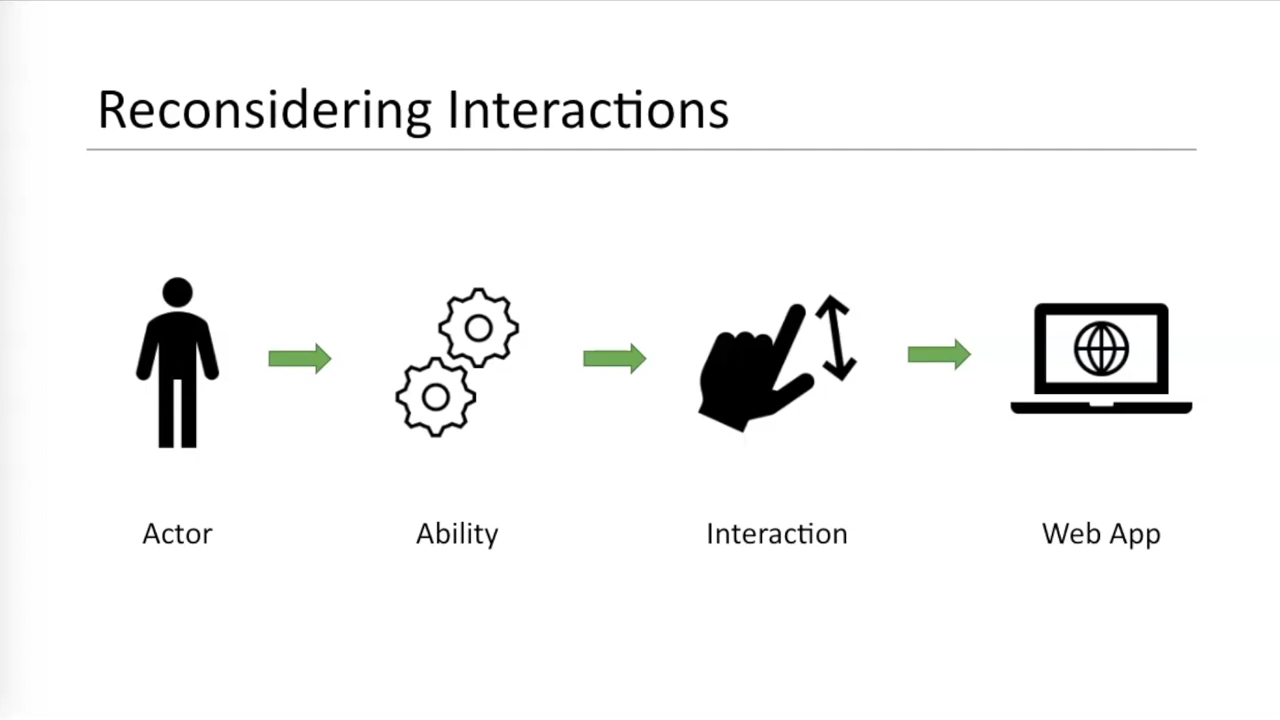 Reconsidering Interactions
Actor
Ability
Interaction
Web App